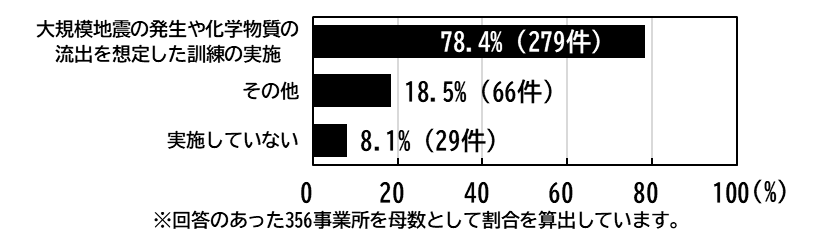 大規模地震の発生や化学物質の
流出を想定した訓練の実施
78.4%（279件）
その他
18.5%（66件）
実施していない
8.1%（29件）
0 20 40 60 80 100(%)
※回答のあった356事業所を母数として割合を算出しています。